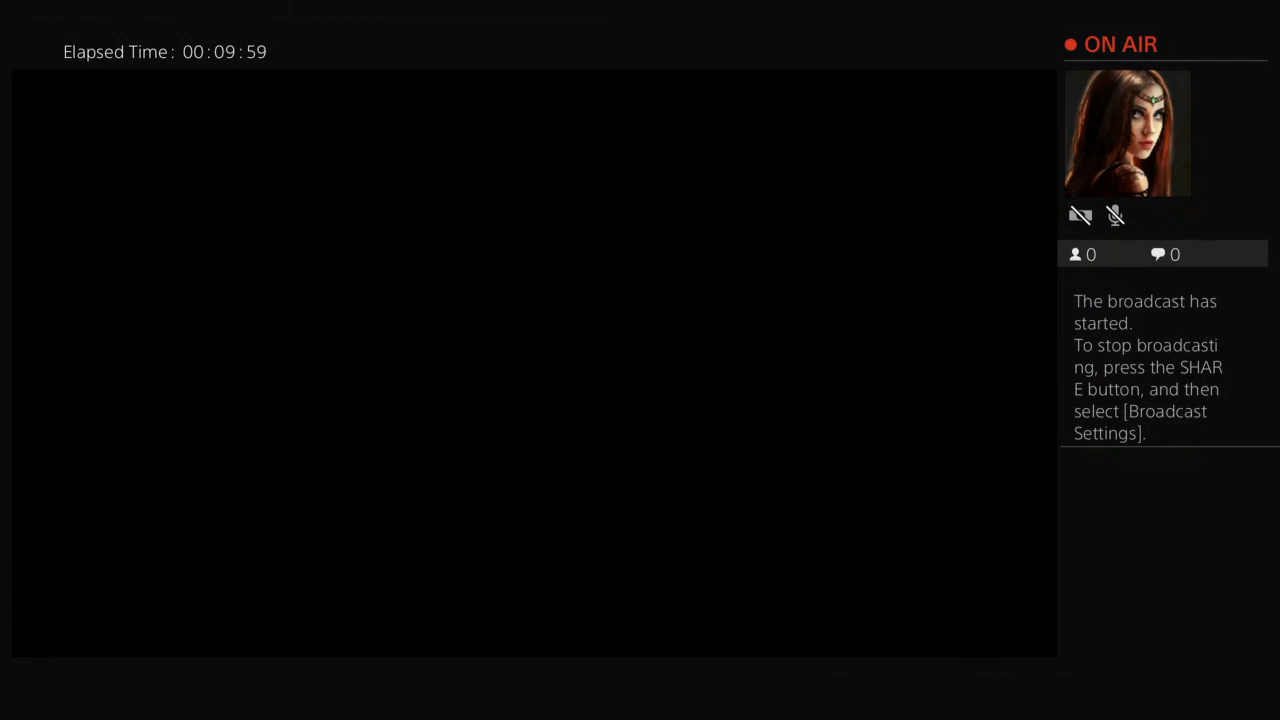 Elapsed Time: 00:09:59
ON AIR
0
0
The broadcast has
started.
To stop broadcasti
ng, press the SHAR
E button, and then
select [Broadcast
Settings].